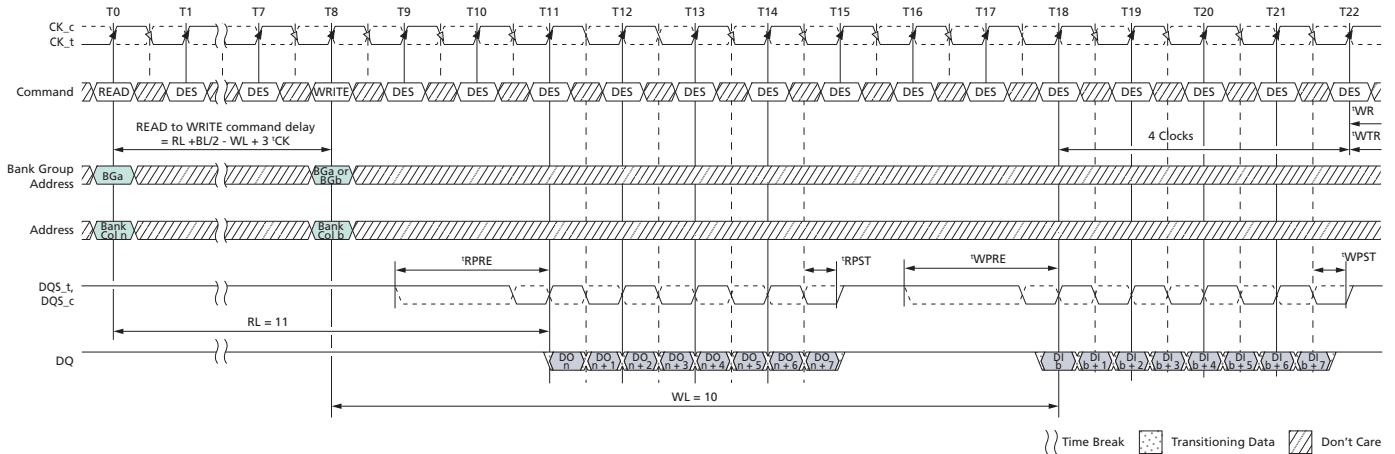 T0 T1 T7 T8 T9 T10 T11 T12 T13 T14 T15 T16 T17 T18 T19 T20 T21 T22
CK_c
CK_t
Command READ DES DES WRITE DES DES DES DES DES DES DES DES DES DES DES DES DES DES
READ to WRITE command delay
= RL +BL/2 - WL + 3 tCK
4 Clocks
tWR
tWTR
Bank Group
Address
BGa
BGa or
BGb
Address
Bank
Col n
Bank
Col b
tRPRE tRPST tWPRE tWPST
DQS_t,
DQS_c
RL = 11
DQ
DO
n
DO
n + 1
DO
n + 2
DO
n + 3
DO
n + 4
DO
n + 5
DO
n + 6
DO
n + 7
DI
b
DI
b + 1
DI
b + 2
DI
b + 3
DI
b + 4
DI
b + 5
DI
b + 6
DI
b + 7
WL = 10
Time Break Transitioning Data Don't Care